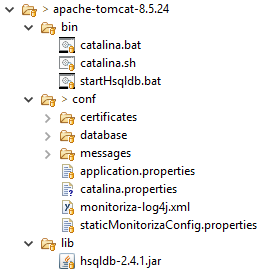 > apache-tomcat-8.5.24
bin
catalina.bat
catalina.sh
startHsqldb.bat
> conf
certificates
database
messages
application.properties
catalina.properties
monitoriza-log4j.xml
staticMonitorizaConfig.properties
lib
hsqldb-2.4.1.jar